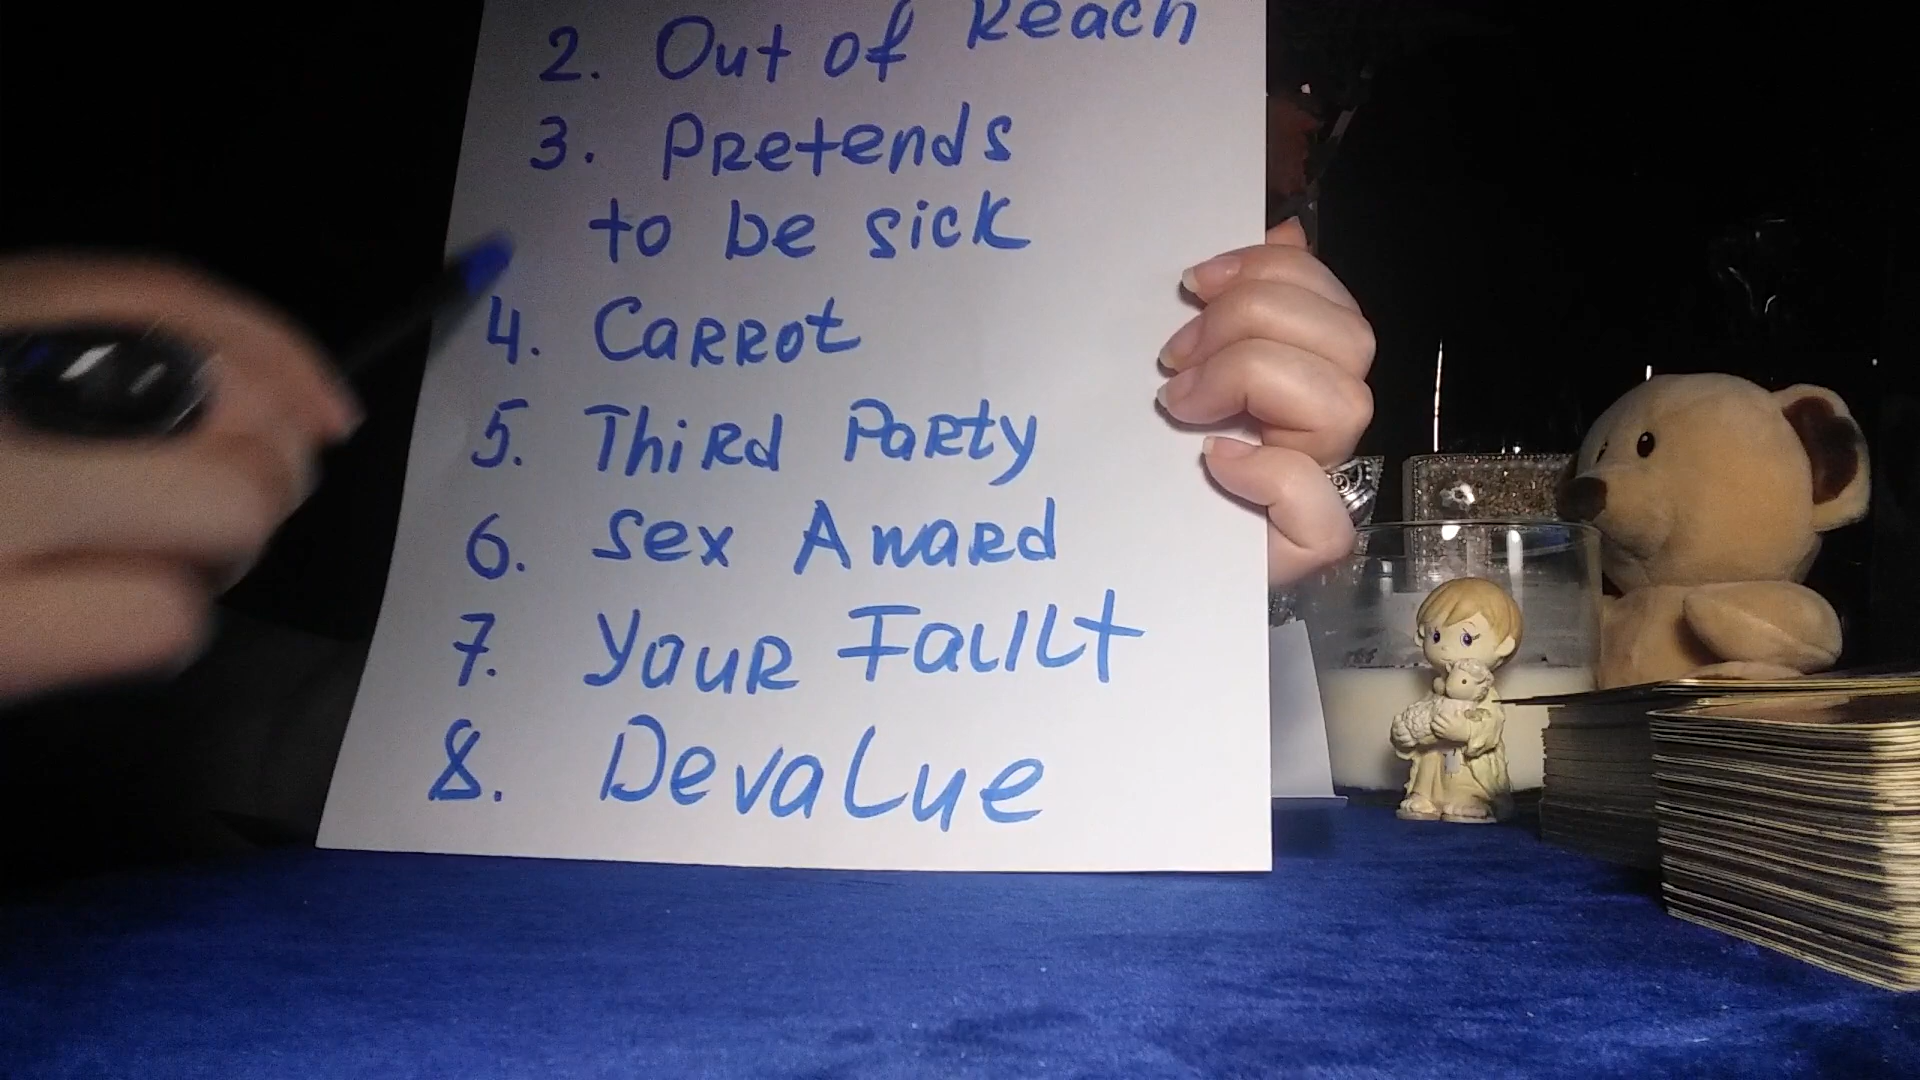 2. Out of Reach
3. Pretends
to be sick
4. Carrot
5. Third Party
6. Sex Award
7. Your Fault
8. Devalue